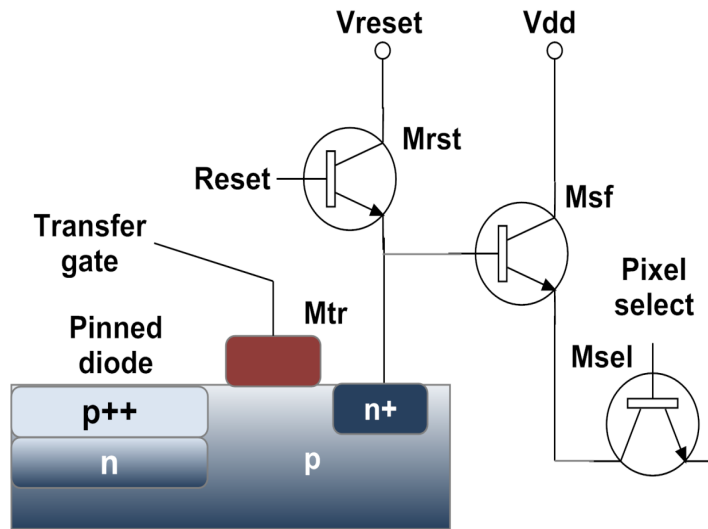 Vreset
Vdd
Mrst
Reset
Msf
Transfer
gate
Pixel
select
Mtr
Pinned
diode
Msel
p++
n+
n
p